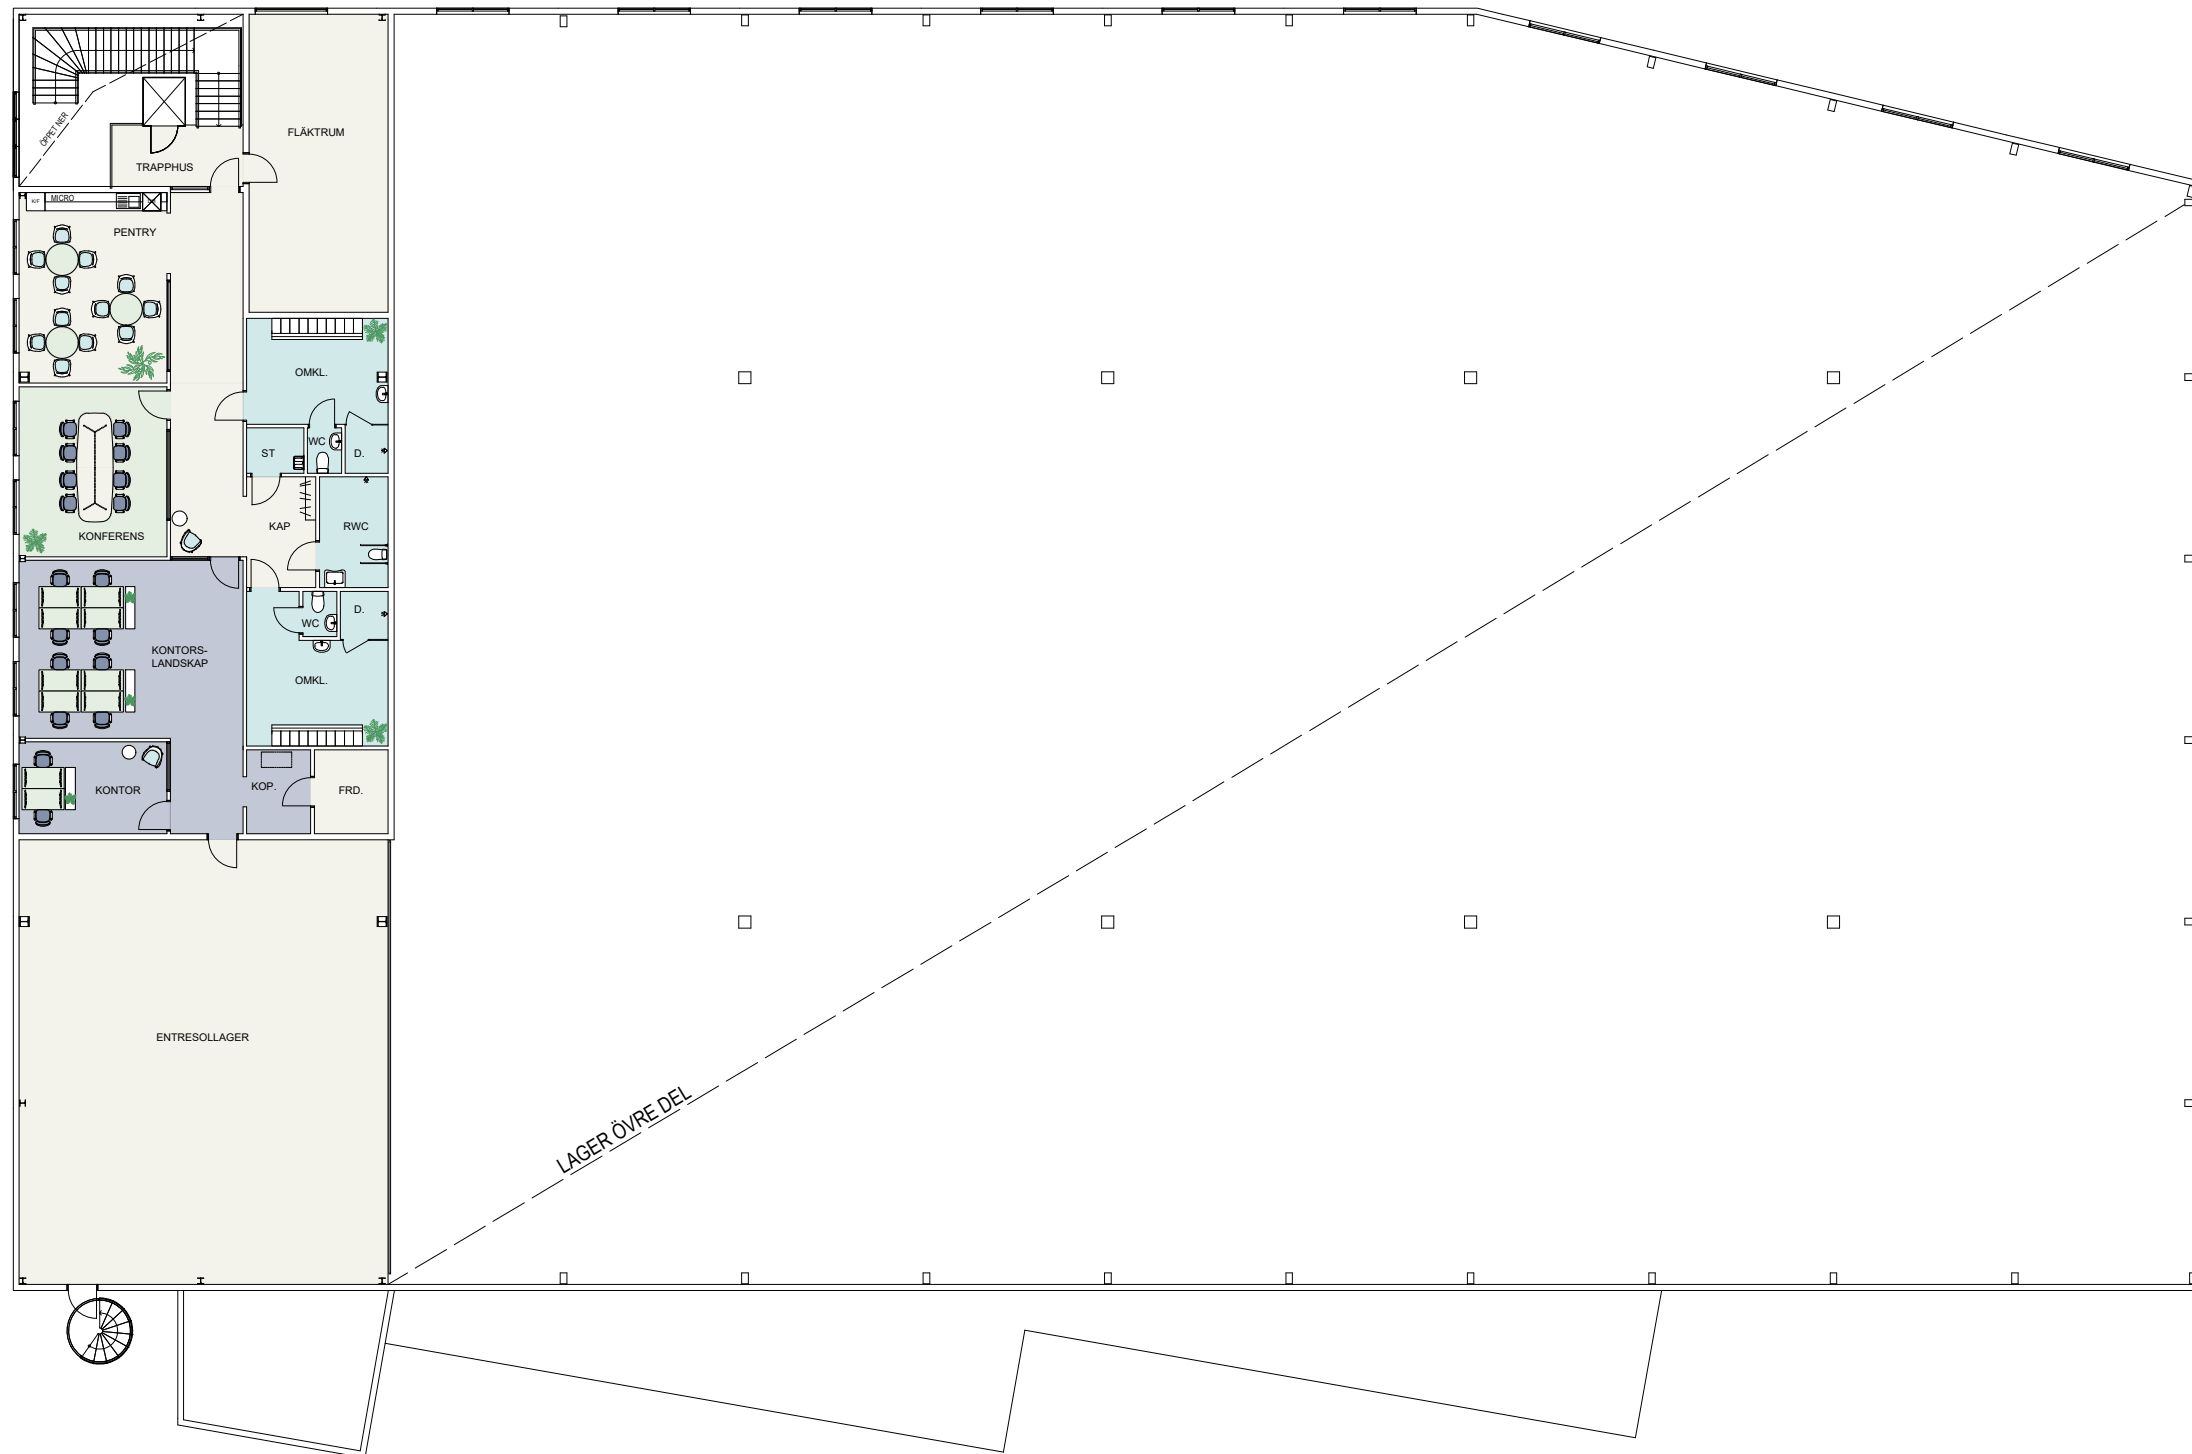 FLÄKTRUM
ÖPPET NER
TRAPPHUS
K/F
MICRO
PENTRY
OMKL.
WC
ST
D.
KAP
RWC
KONFERENS
D.
WC
KONTORS-
LANDSKAP
OMKL.
KONTOR
KOP.
FRD.
ENTRESOLLAGER
LAGER ÖVRE DEL